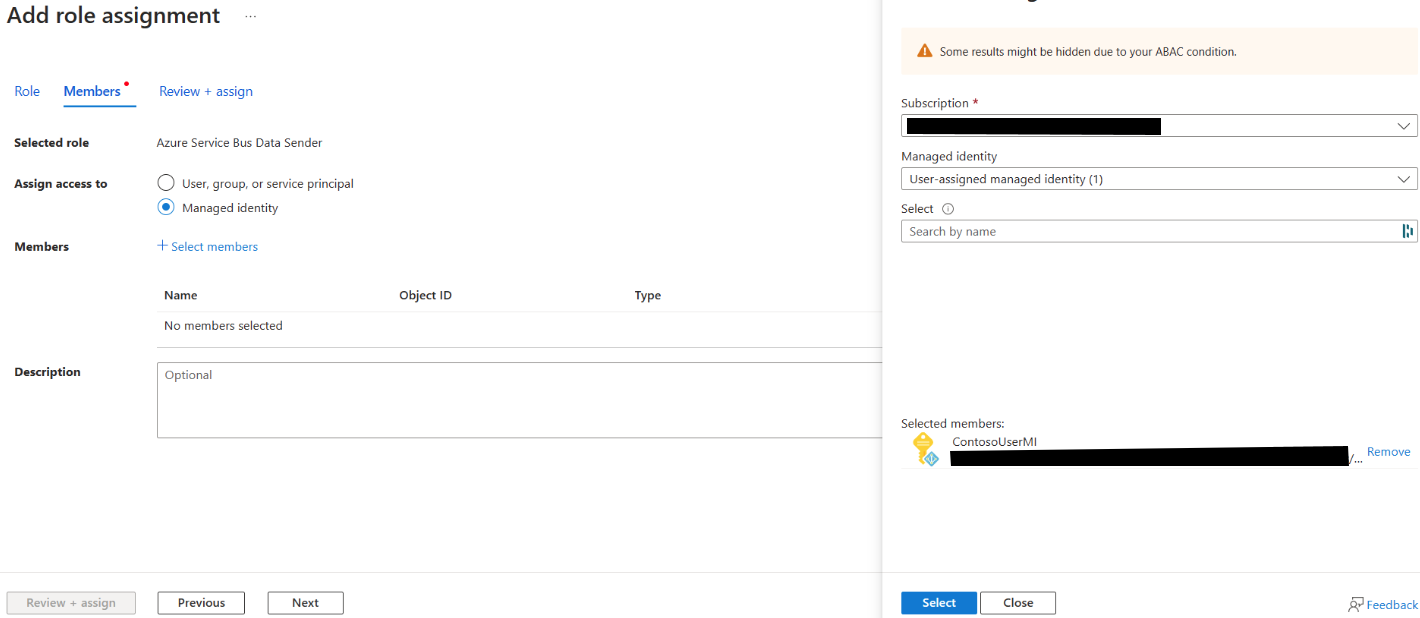 Add role assignment ...
Role Members Review + assign
Selected role Azure Service Bus Data Sender
Assign access to User, group, or service principal
Managed identity
Members + Select members
Name Object ID Type
No members selected
Description Optional
Review + assign Previous Next
Some results might be hidden due to your ABAC condition.
Subscription *
Managed identity
User-assigned managed identity (1)
Select
Search by name
Selected members:
ContosoUserMI
/... Remove
Select Close Feedback